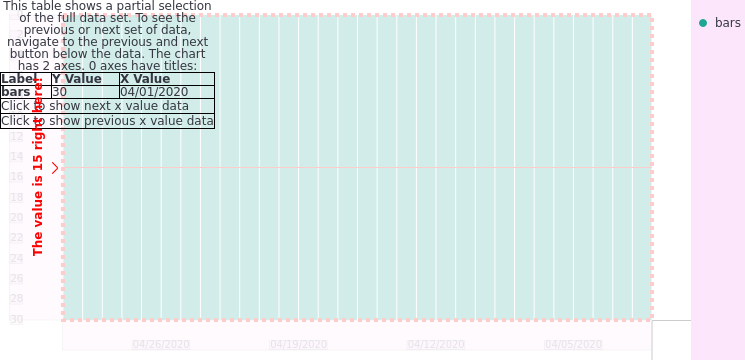 This table shows a partial selection
of the full data set. To see the
previous or next set of data,
navigate to the previous and next
button below the data. The chart
has 2 axes. 0 axes have titles:
Label Y Value X Value
bars 30 04/01/2020
Click to show next x value data
Click to show previous x value data
The value is 15 right here!
12
14
16
18
20
22
24
26
28
30
04/26/2020 04/19/2020 04/12/2020 04/05/2020
bars